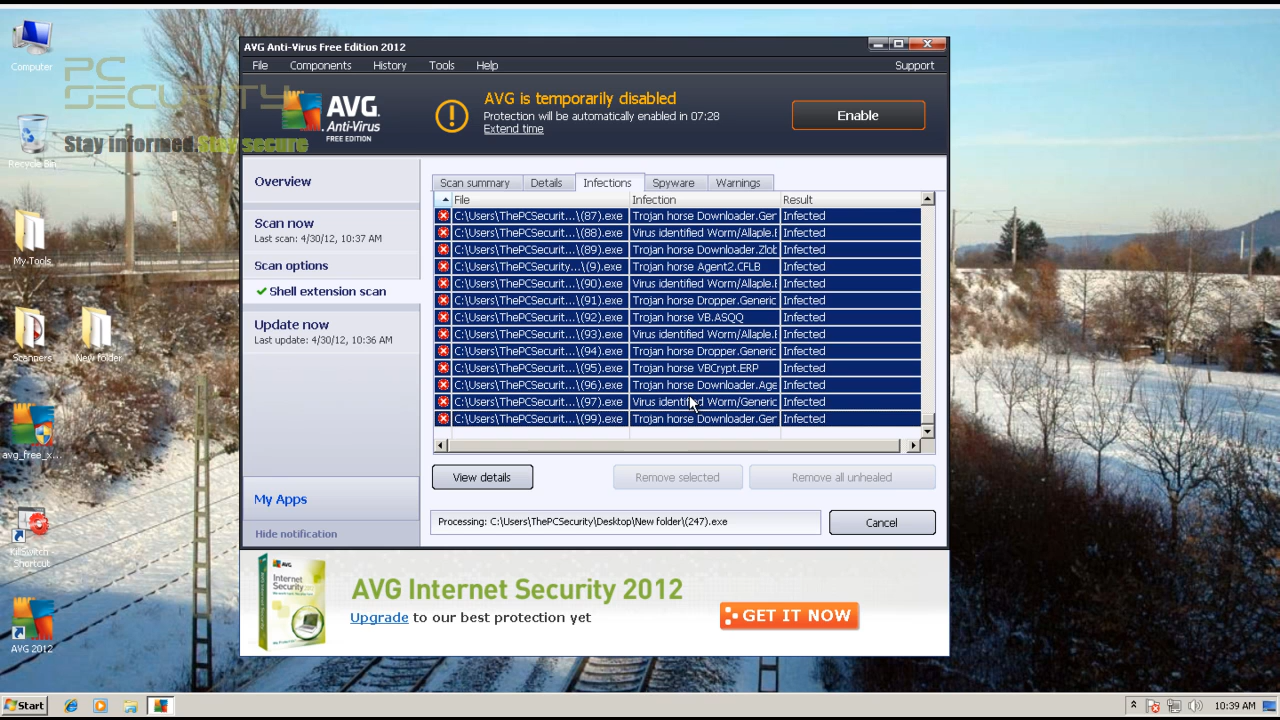 Computer
PC
SECURITY
Stay informed.Stay secure
Recycle Bin
My Tools
Scanners
New folder
avg_free_x...
KillSwitch -
Shortcut
AVG 2012
AVG Anti-Virus Free Edition 2012
File Components History Tools Help Support
AVG.
Anti-Virus
FREE EDITION
AVG is temporarily disabled
Protection will be automatically enabled in 07:28
Extend time
Enable
Overview
Scan now
Last scan: 4/30/12, 10:37 AM
Scan options
Shell extension scan
Update now
Last update: 4/30/12, 10:36 AM
My Apps
Hide notification
Scan summary Details Infections Spyware Warnings
File Infection Result
C:\Users\ThePCSecurit...\(87).exe Trojan horse Downloader.Ger Infected
C:\Users\ThePCSecurit...\(88).exe Virus identified Worm/Allaple.E Infected
C:\Users\ThePCSecurit...\(89).exe Trojan horse Downloader.Zlob Infected
C:\Users\ThePCSecurity...\(9).exe Trojan horse Agent2.CFLB Infected
C:\Users\ThePCSecurit...\(90).exe Virus identified Worm/Allaple.E Infected
C:\Users\ThePCSecurit...\(91).exe Trojan horse Dropper.Generic Infected
C:\Users\ThePCSecurit...\(92).exe Trojan horse VB.ASQQ Infected
C:\Users\ThePCSecurit...\(93).exe Virus identified Worm/Allaple.E Infected
C:\Users\ThePCSecurit...\(94).exe Trojan horse Dropper.Generic Infected
C:\Users\ThePCSecurit...\(95).exe Trojan horse VBCrypt.ERP Infected
C:\Users\ThePCSecurit...\(96).exe Trojan horse Downloader.Age Infected
C:\Users\ThePCSecurit...\(97).exe Virus identified Worm/Generic Infected
C:\Users\ThePCSecurit...\(99).exe Trojan horse Downloader.Ger Infected
View details Remove selected Remove all unhealed
Processing: C:\Users\ThePCSecurity\Desktop\New folder\(247).exe
Cancel
AVG
Internet
Security
2012
AVG Internet Security 2012
Upgrade to our best protection yet
GET IT NOW
Start
10:39 AM